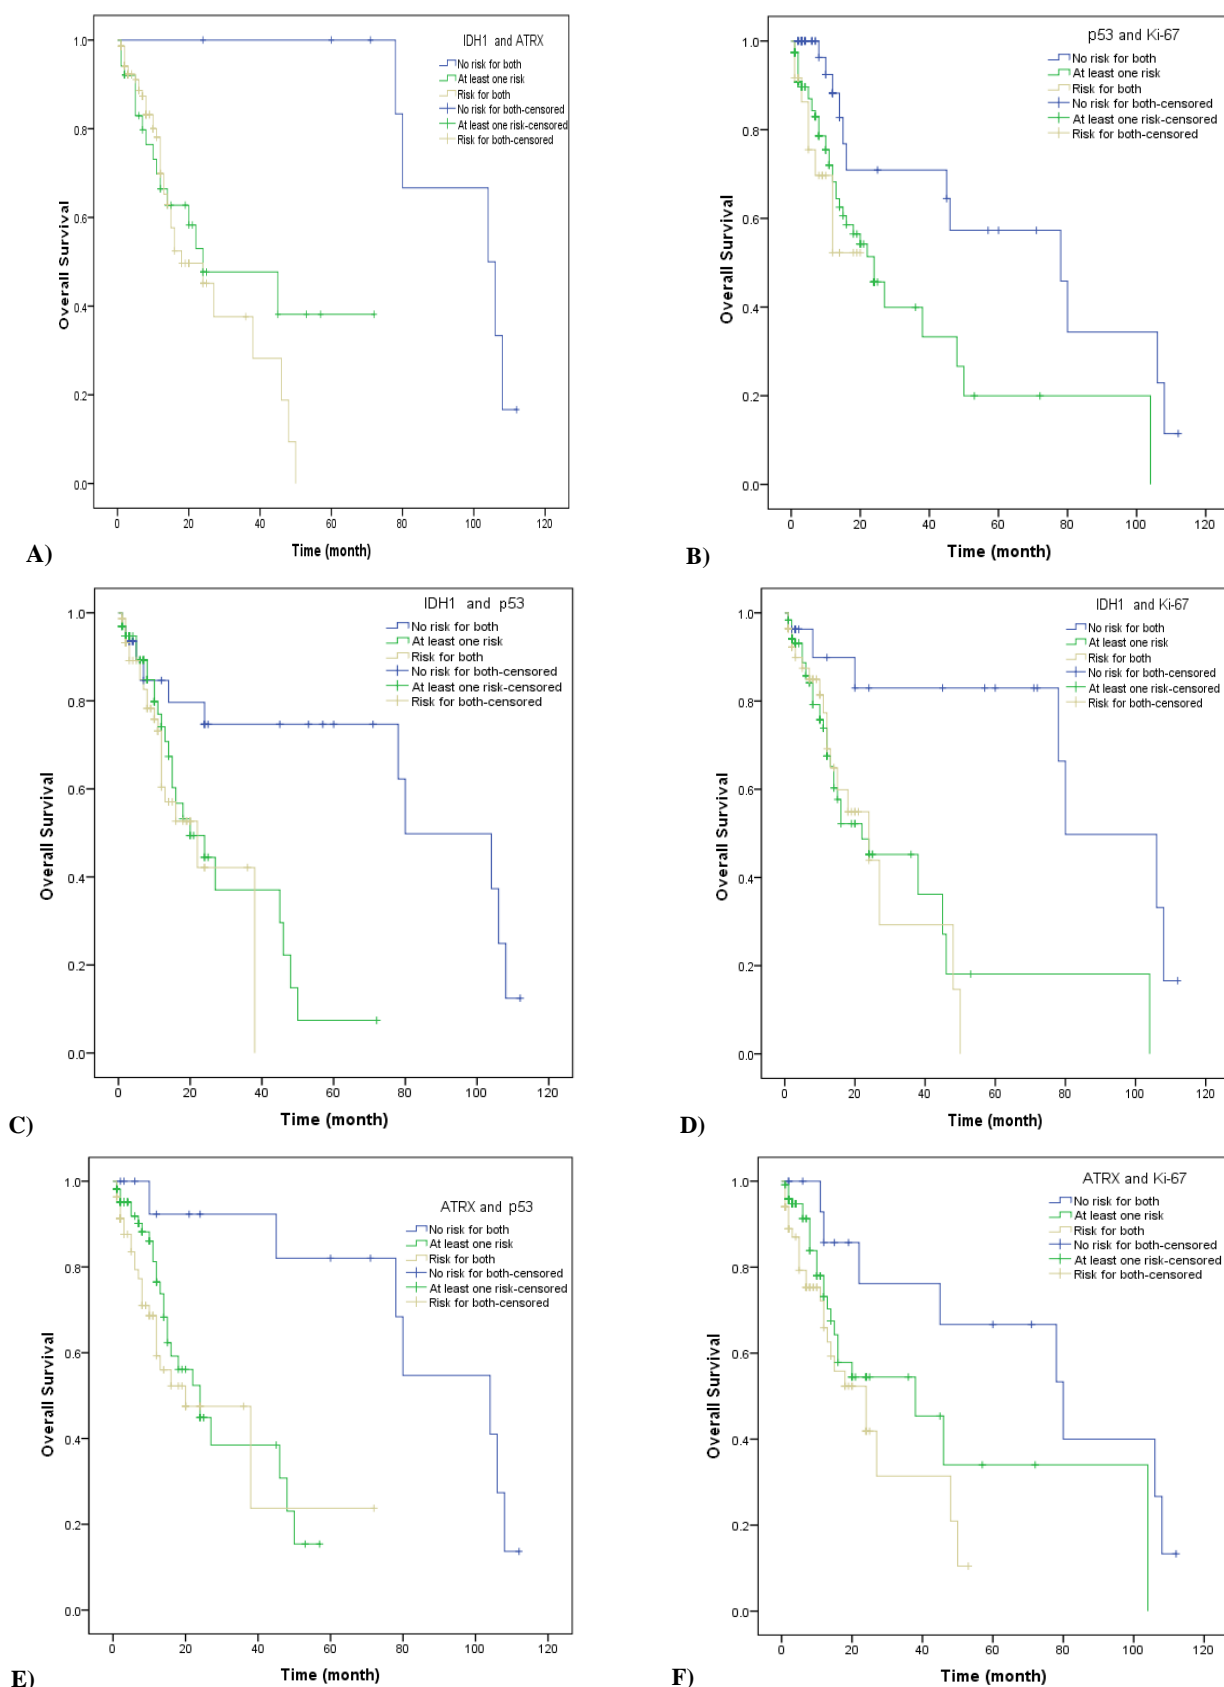 IDH1 and ATRX
No risk for both
At least one risk
Risk for both
No risk for both-censored
At least one risk-censored
Risk for both-censored
Overall Survival
1.0
0.8
0.6
0.4
0.2
0.0
0 20 40 60 80 100 120
Time (month)
A)
p53 and Ki-67
No risk for both
At least one risk
Risk for both
No risk for both-censored
At least one risk-censored
Risk for both-censored
Overall Survival
1.0
0.8
0.6
0.4
0.2
0.0
0 20 40 60 80 100 120
Time (month)
B)
IDH1 and p53
No risk for both
At least one risk
Risk for both
No risk for both-censored
At least one risk-censored
Risk for both-censored
Overall Survival
1.0
0.8
0.6
0.4
0.2
0.0
0 20 40 60 80 100 120
Time (month)
C)
IDH1 and Ki-67
No risk for both
At least one risk
Risk for both
No risk for both-censored
At least one risk-censored
Risk for both-censored
Overall Survival
1.0
0.8
0.6
0.4
0.2
0.0
0 20 40 60 80 100 120
Time (month)
D)
ATRX and p53
No risk for both
At least one risk
Risk for both
No risk for both-censored
At least one risk-censored
Risk for both-censored
Overall Survival
1.0
0.8
0.6
0.4
0.2
0.0
0 20 40 60 80 100 120
Time (month)
E)
ATRX and Ki-67
No risk for both
At least one risk
Risk for both
No risk for both-censored
At least one risk-censored
Risk for both-censored
Overall Survival
1.0
0.8
0.6
0.4
0.2
0.0
0 20 40 60 80 100 120
Time (month)
F)